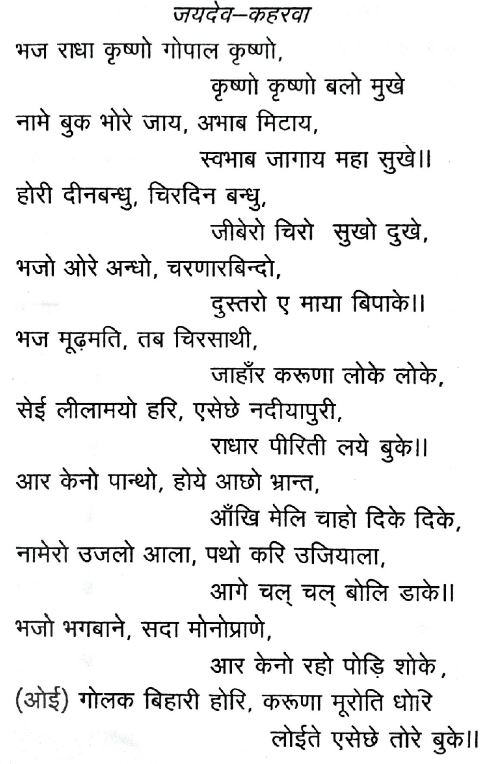 जयदेव–कहरवा
भज राधा कृष्णो गोपाल कृष्णो,
कृष्णो कृष्णो बलो मुखे
नामे बुक भोरे जाय, अभाब मिटाय,
स्वभाब जागाय महा सुखे॥
होरी दीनबन्धु, चिरदिन बन्धु,
जीबेरो चिरो सुखो दुखे,
भजो ओरे अन्धो, चरणारबिन्दो,
दुस्तरो ए माया बिपाके॥
भज मूढ़मति, तब चिरसाथी,
जाहाँर करूणा लोके लोके,
सेई लीलामयो हरि, एसेछे नदीयापुरी,
राधार पीरिती लये बुके॥
आर केनो पान्थो, होये आछो भ्रान्त,
आँखि मेलि चाहो दिके दिके,
नामेरो उजलो आला, पथो करि उजियाला,
आगे चल् चल् बोलि डाके॥
भजो भगबाने, सदा मोनोप्राणे,
आर केनो रहो पोड़ि शोके,
(ओई) गोलक बिहारी होरि, करूणा मूरोति धोरि
लोईते एसेछे तोरे बुके॥